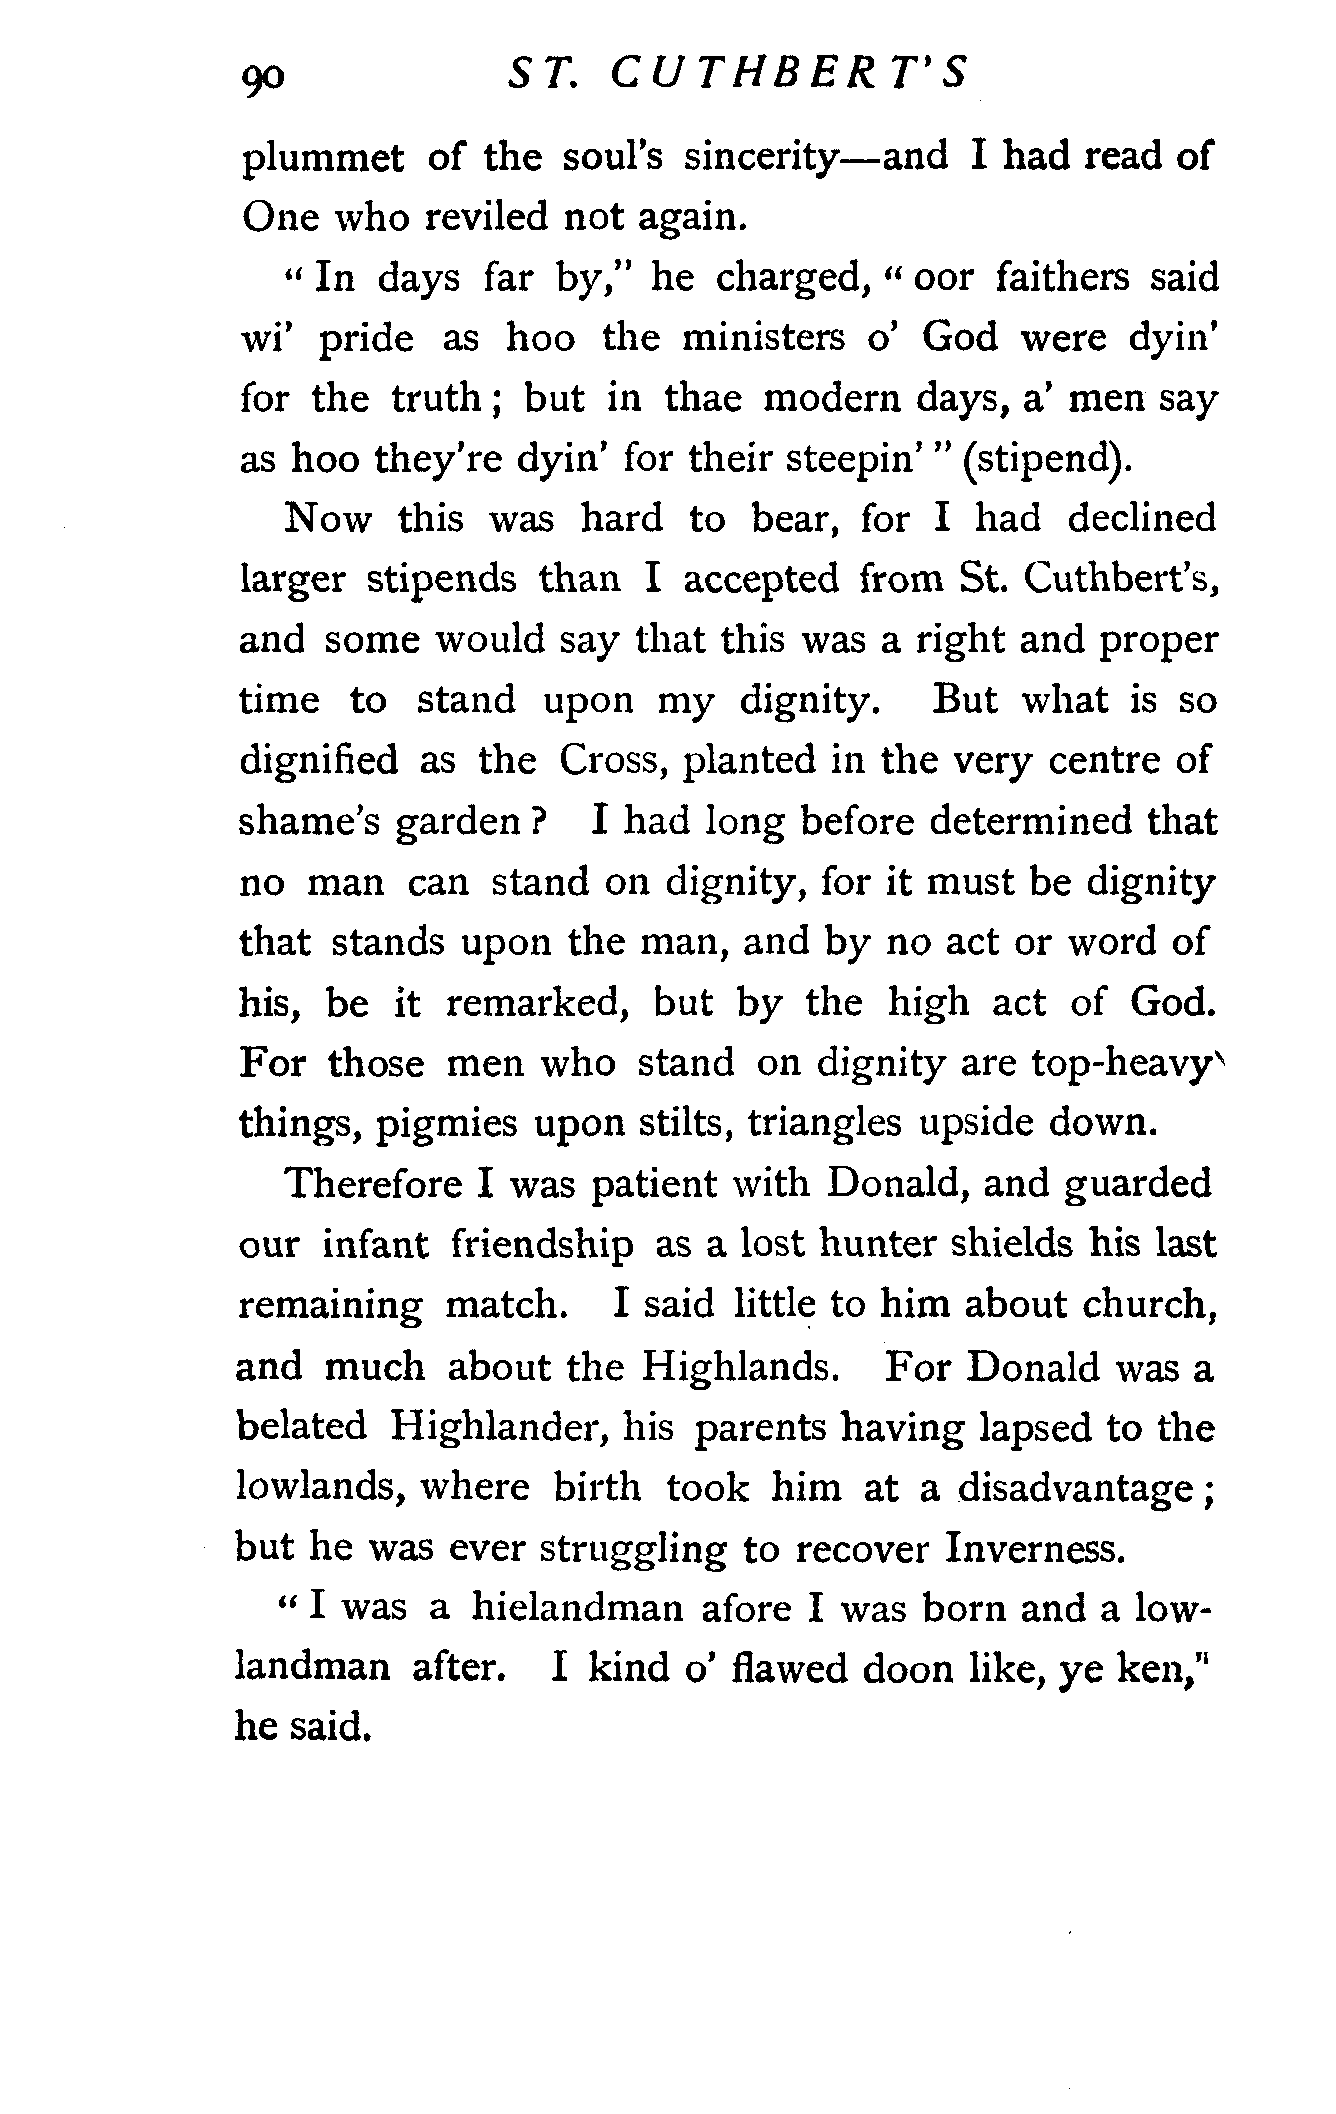 90 ST. CUTHBERT'S
plummet of the soul's sincerity—and I had read of
One who reviled not again.
“ In days far by,” he charged, “ oor faithers said
wi’ pride as hoo the ministers o’ God were dyin’
for the truth ; but in thae modern days, a’ men say
as hoo they’re dyin’ for their steepin’ ” (stipend).
Now this was hard to bear, for I had declined
larger stipends than I accepted from St. Cuthbert’s,
and some would say that this was a right and proper
time to stand upon my dignity. But what is so
dignified as the Cross, planted in the very centre of
shame’s garden ? I had long before determined that
no man can stand on dignity, for it must be dignity
that stands upon the man, and by no act or word of
his, be it remarked, but by the high act of God.
For those men who stand on dignity are top-heavy
things, pigmies upon stilts, triangles upside down.
Therefore I was patient with Donald, and guarded
our infant friendship as a lost hunter shields his last
remaining match. I said little to him about church,
and much about the Highlands. For Donald was a
belated Highlander, his parents having lapsed to the
lowlands, where birth took him at a disadvantage ;
but he was ever struggling to recover Inverness.
“ I was a hielandman afore I was born and a low-
landman after. I kind o’ flawed doon like, ye ken,"
he said.